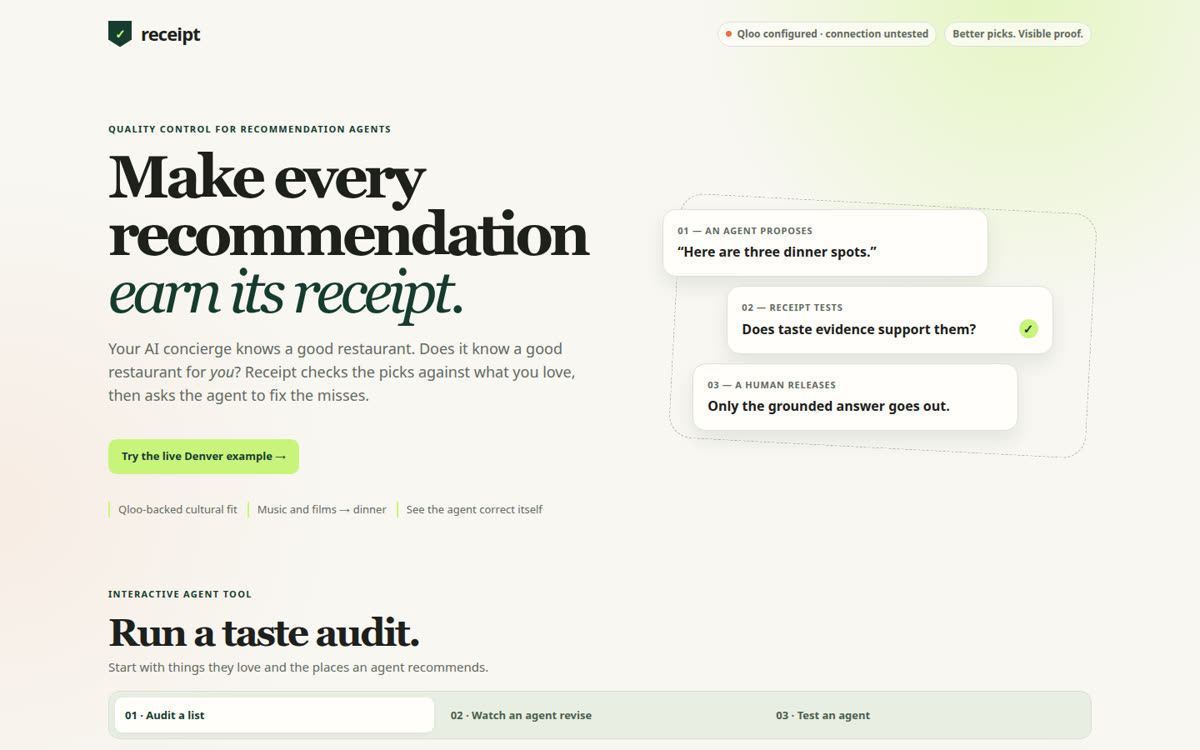 ✓ receipt
Qloo configured · connection untested
Better picks. Visible proof.
QUALITY CONTROL FOR RECOMMENDATION AGENTS
Make every
recommendation
earn its receipt.
Your AI concierge knows a good restaurant. Does it know a good
restaurant for you? Receipt checks the picks against what you love,
then asks the agent to fix the misses.
Try the live Denver example →
Qloo-backed cultural fit
Music and films → dinner
See the agent correct itself
01 — AN AGENT PROPOSES
“Here are three dinner spots.”
02 — RECEIPT TESTS
Does taste evidence support them? ✓
03 — A HUMAN RELEASES
Only the grounded answer goes out.
INTERACTIVE AGENT TOOL
Run a taste audit.
Start with things they love and the places an agent recommends.
01 · Audit a list
02 · Watch an agent revise
03 · Test an agent